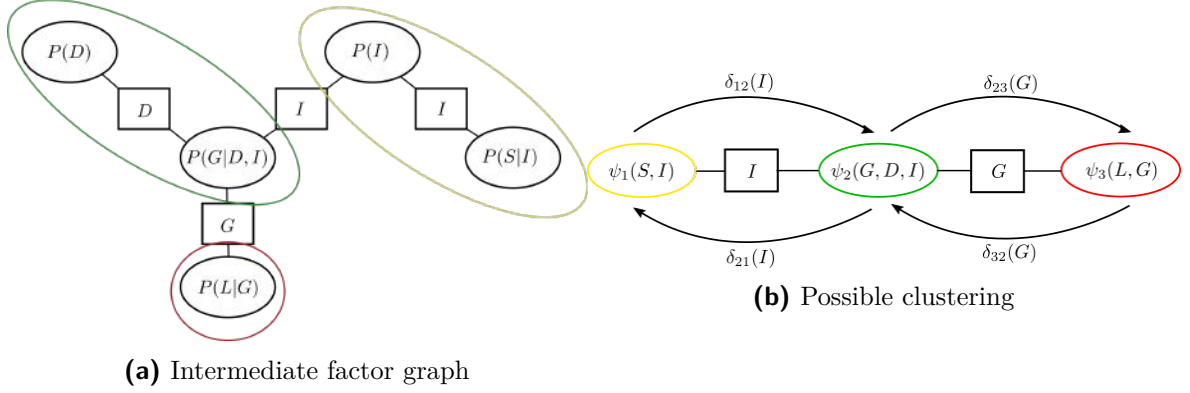 P(D)
P(I)
D
I
I
P(G|D, I)
P(S|I)
G
P(L|G)
(a) Intermediate factor graph
δ₁₂(I)
δ₂₃(G)
ψ₁(S, I)
I
ψ₂(G, D, I)
G
ψ₃(L, G)
δ₂₁(I)
δ₃₂(G)
(b) Possible clustering